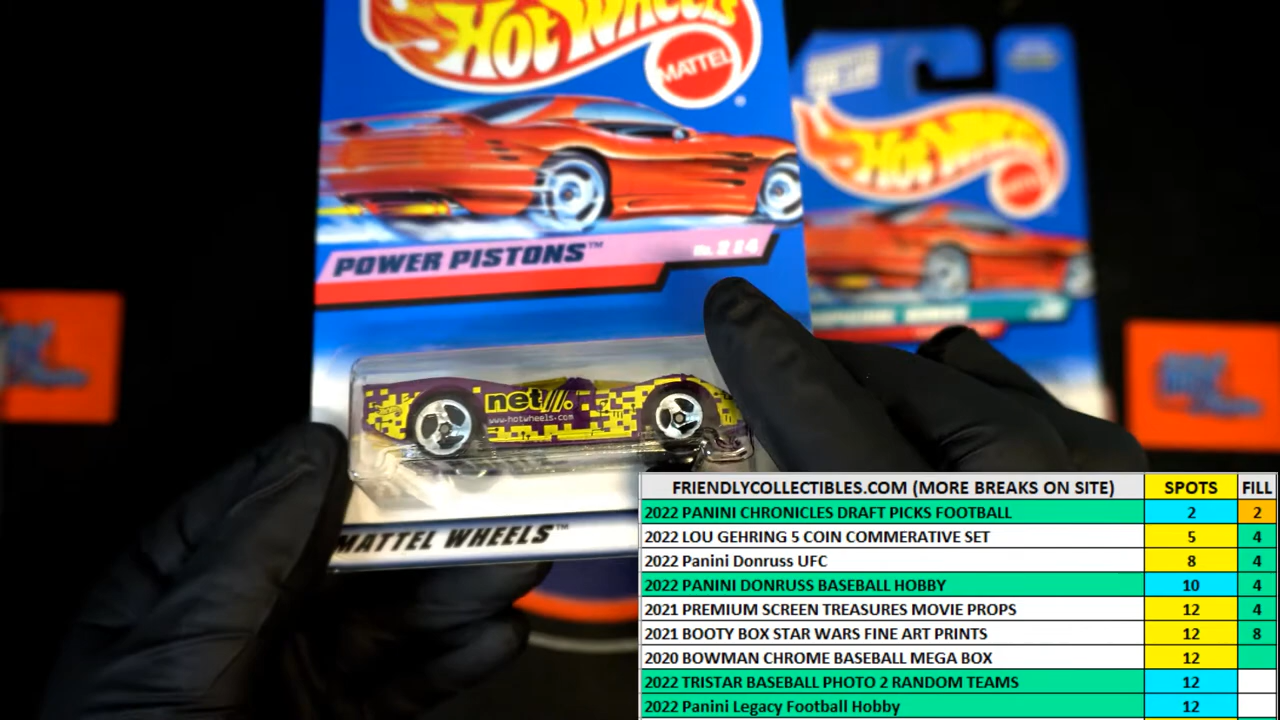 HOT WHEELS
MATTEL
POWER PISTONS™
No. 2/4
net//.
www.hotwheels.com
MATTEL WHEELS™
HOT WHEELS
FRIENDLYCOLLECTIBLES.COM (MORE BREAKS ON SITE) SPOTS FILL
2022 PANINI CHRONICLES DRAFT PICKS FOOTBALL 2 2
2022 LOU GEHRING 5 COIN COMMERATIVE SET 5 4
2022 Panini Donruss UFC 8 4
2022 PANINI DONRUSS BASEBALL HOBBY 10 4
2021 PREMIUM SCREEN TREASURES MOVIE PROPS 12 4
2021 BOOTY BOX STAR WARS FINE ART PRINTS 12 8
2020 BOWMAN CHROME BASEBALL MEGA BOX 12
2022 TRISTAR BASEBALL PHOTO 2 RANDOM TEAMS 12
2022 Panini Legacy Football Hobby 12